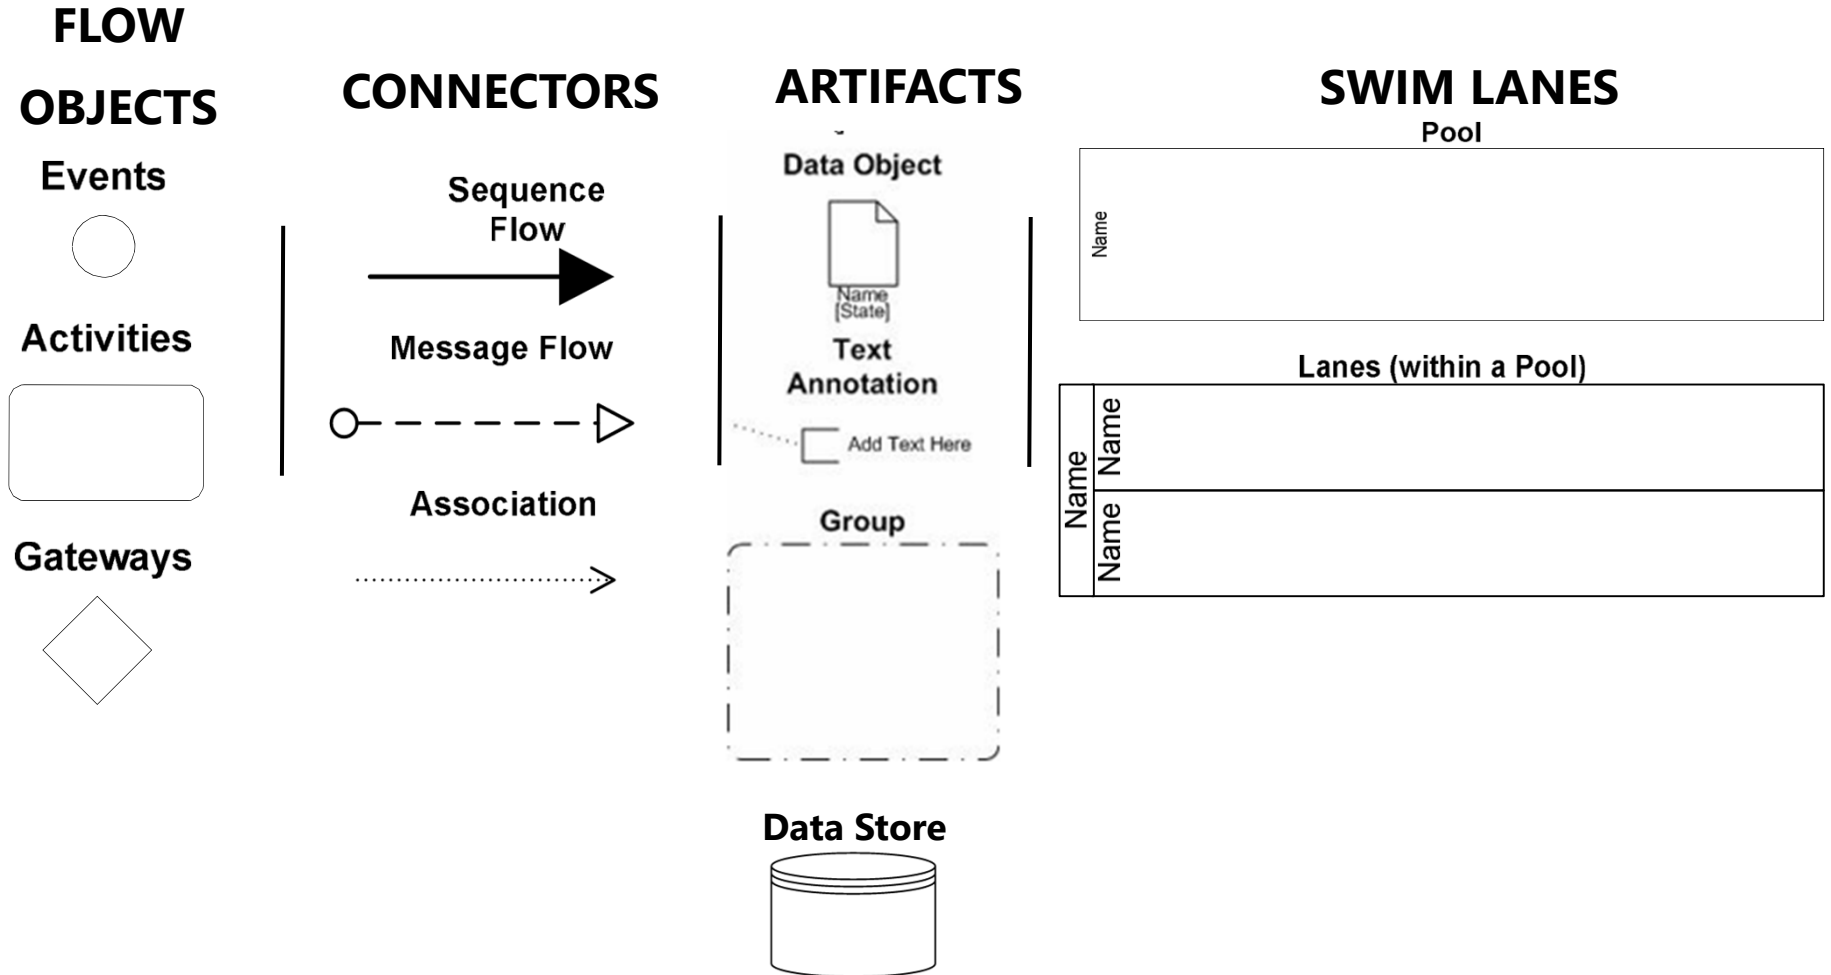 FLOW
OBJECTS
Events
Activities
Gateways
CONNECTORS
Sequence
Flow
Message Flow
Association
ARTIFACTS
Data Object
Name
[State]
Text
Annotation
Add Text Here
Group
Data Store
SWIM LANES
Pool
Name
Lanes (within a Pool)
Name
Name
Name